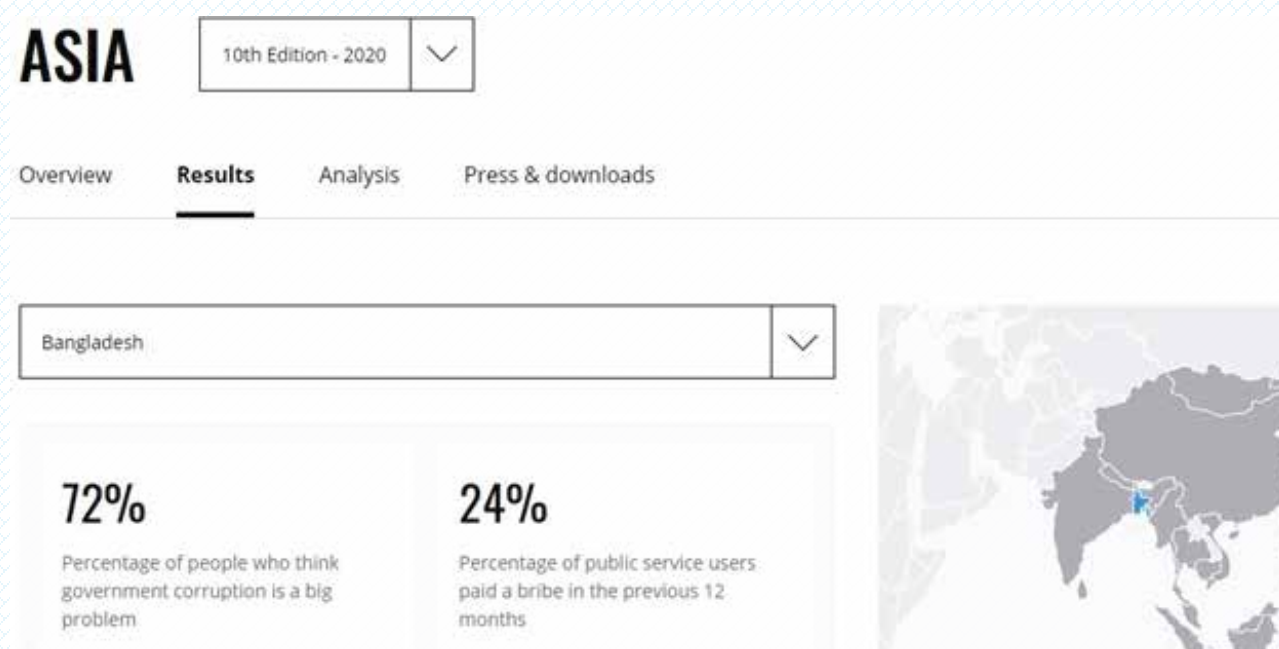 ASIA
10th Edition - 2020
Overview Results Analysis Press & downloads
Bangladesh
72%
Percentage of people who think
government corruption is a big
problem
24%
Percentage of public service users
paid a bribe in the previous 12
months